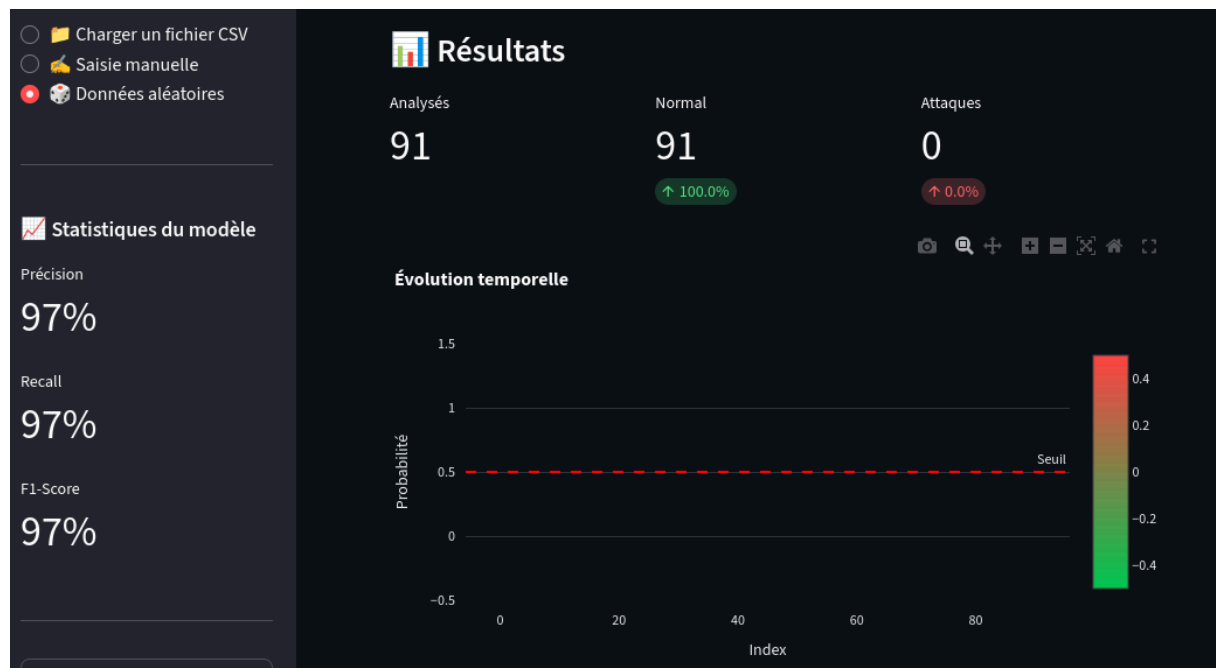 📁 Charger un fichier CSV
✍️ Saisie manuelle
🎲 Données aléatoires
📈 Statistiques du modèle
Précision
97%
Recall
97%
F1-Score
97%
📊 Résultats
Analysés
91
Normal
91
↑ 100.0%
Attaques
0
↑ 0.0%
Évolution temporelle
Probabilité
1.5
1
0.5
0
−0.5
Seuil
0
20
40
60
80
Index
0.4
0.2
0
−0.2
−0.4